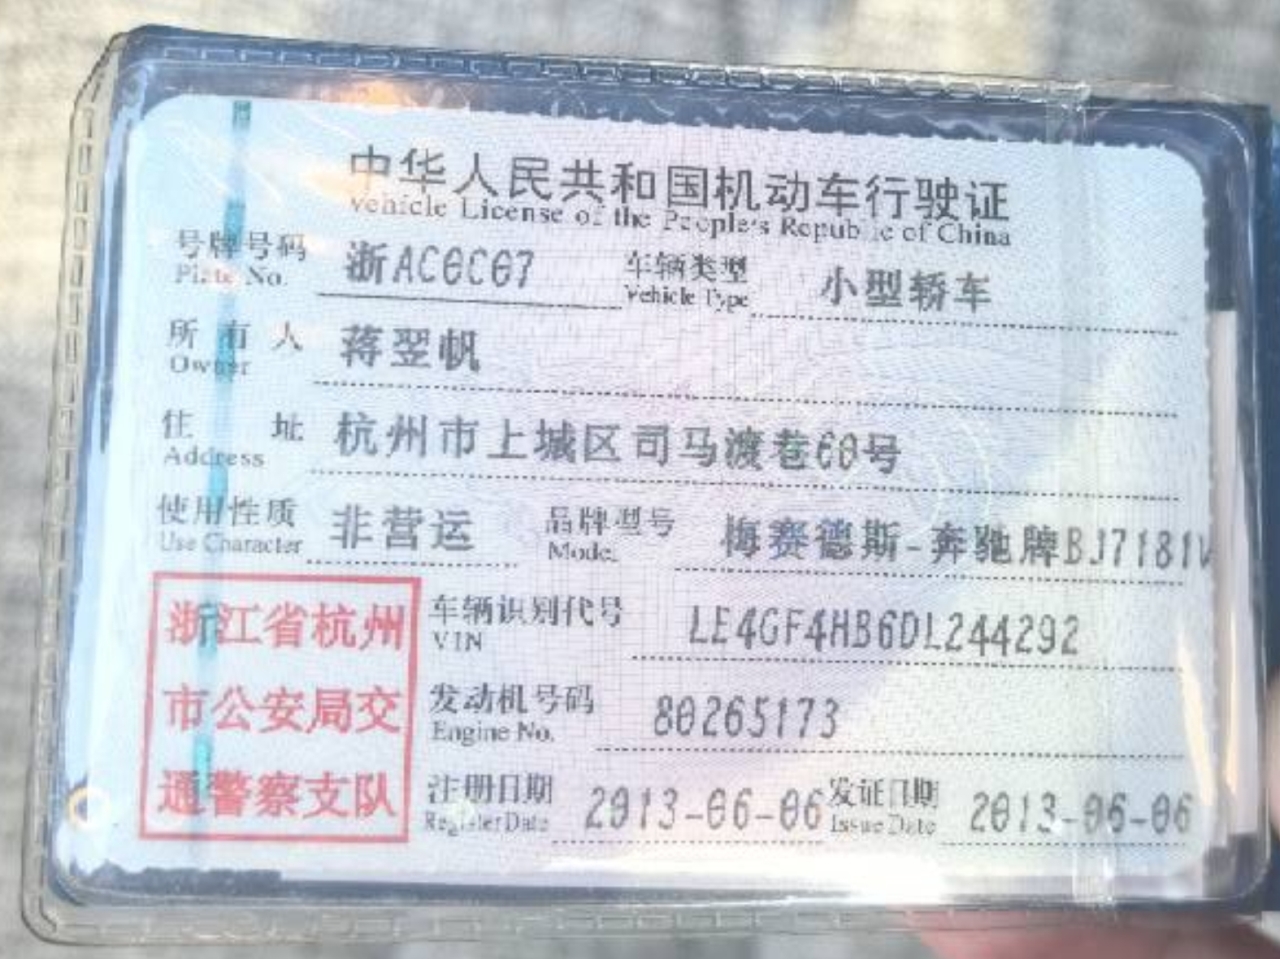 中华人民共和国机动车行驶证
Vehicle License of the People's Republic of China
号牌号码 浙AC0C07 车辆类型 小型轿车
Plate No. Vehicle Type
所有人 蒋翌帆
Owner
住址 杭州市上城区司马渡巷60号
Address
使用性质 非营运 品牌型号 梅赛德斯-奔驰牌BJ7181V
Use Character Model
浙江省杭州
市公安局交
通警察支队
车辆识别代号 LE4GF4HB6DL244292
VIN
发动机号码 80265173
Engine No.
注册日期 2013-06-06 发证日期 2013-06-06
Register Date Issue Date